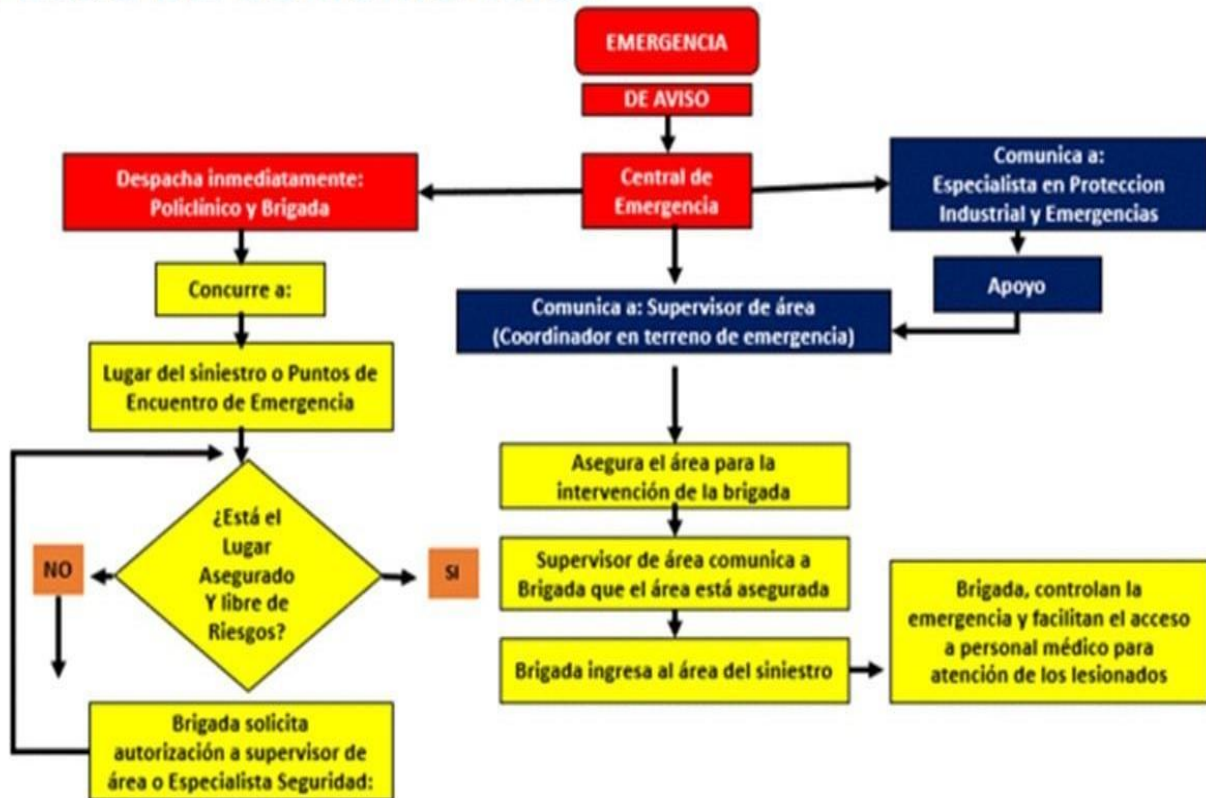 EMERGENCIA
DE AVISO
Central de
Emergencia
Despacha inmediatamente:
Policlínico y Brigada
Comunica a:
Especialista en Proteccion
Industrial y Emergencias
Concurre a:
Apoyo
Comunica a: Supervisor de área
(Coordinador en terreno de emergencia)
Lugar del siniestro o Puntos de
Encuentro de Emergencia
¿Está el
Lugar
Asegurado
Y libre de
Riesgos?
NO
SI
Brigada solicita
autorización a supervisor de
área o Especialista Seguridad:
Asegura el área para la
intervención de la brigada
Supervisor de área comunica a
Brigada que el área está asegurada
Brigada ingresa al área del siniestro
Brigada, controlan la
emergencia y facilitan el acceso
a personal médico para
atención de los lesionados